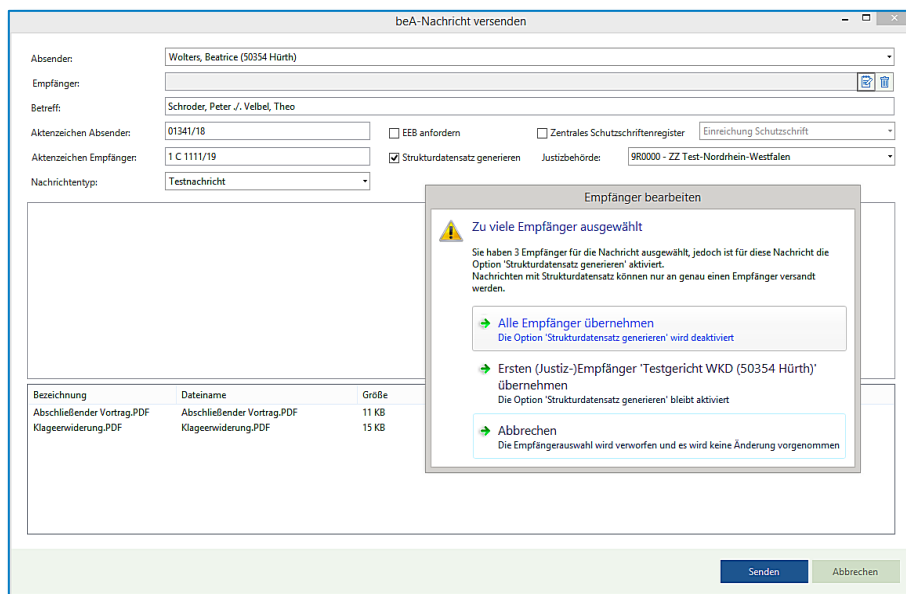 beA-Nachricht versenden
Absender: Wolters, Beatrice (50354 Hürth)
Empfänger:
Betreff: Schroder, Peter ./. Velbel, Theo
Aktenzeichen Absender: 01341/18 EEB anfordern Zentrales Schutzschriftenregister Einreichung Schutzschrift
Aktenzeichen Empfänger: 1 C 1111/19 Strukturdatensatz generieren Justizbehörde: 9R0000 - ZZ Test-Nordrhein-Westfalen
Nachrichtentyp: Testnachricht
Empfänger bearbeiten
Zu viele Empfänger ausgewählt
Sie haben 3 Empfänger für die Nachricht ausgewählt, jedoch ist für diese Nachricht die
Option 'Strukturdatensatz generieren' aktiviert.
Nachrichten mit Strukturdatensatz können nur an genau einen Empfänger versandt
werden.
Alle Empfänger übernehmen
Die Option 'Strukturdatensatz generieren' wird deaktiviert
Ersten (Justiz-)Empfänger 'Testgericht WKD (50354 Hürth)'
übernehmen
Die Option 'Strukturdatensatz generieren' bleibt aktiviert
Abbrechen
Die Empfängerauswahl wird verworfen und es wird keine Änderung vorgenommen
Bezeichnung Dateiname Größe
Abschließender Vortrag.PDF Abschließender Vortrag.PDF 11 KB
Klageerwiderung.PDF Klageerwiderung.PDF 15 KB
Senden Abbrechen